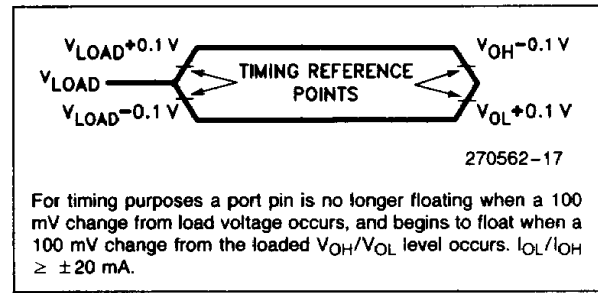 VLOAD+0.1 V
VOH−0.1 V
VLOAD
TIMING REFERENCE
POINTS
VLOAD−0.1 V
VOL+0.1 V
270562−17
For timing purposes a port pin is no longer floating when a 100
mV change from load voltage occurs, and begins to float when a
100 mV change from the loaded VOH/VOL level occurs. IOL/IOH
≥ ±20 mA.